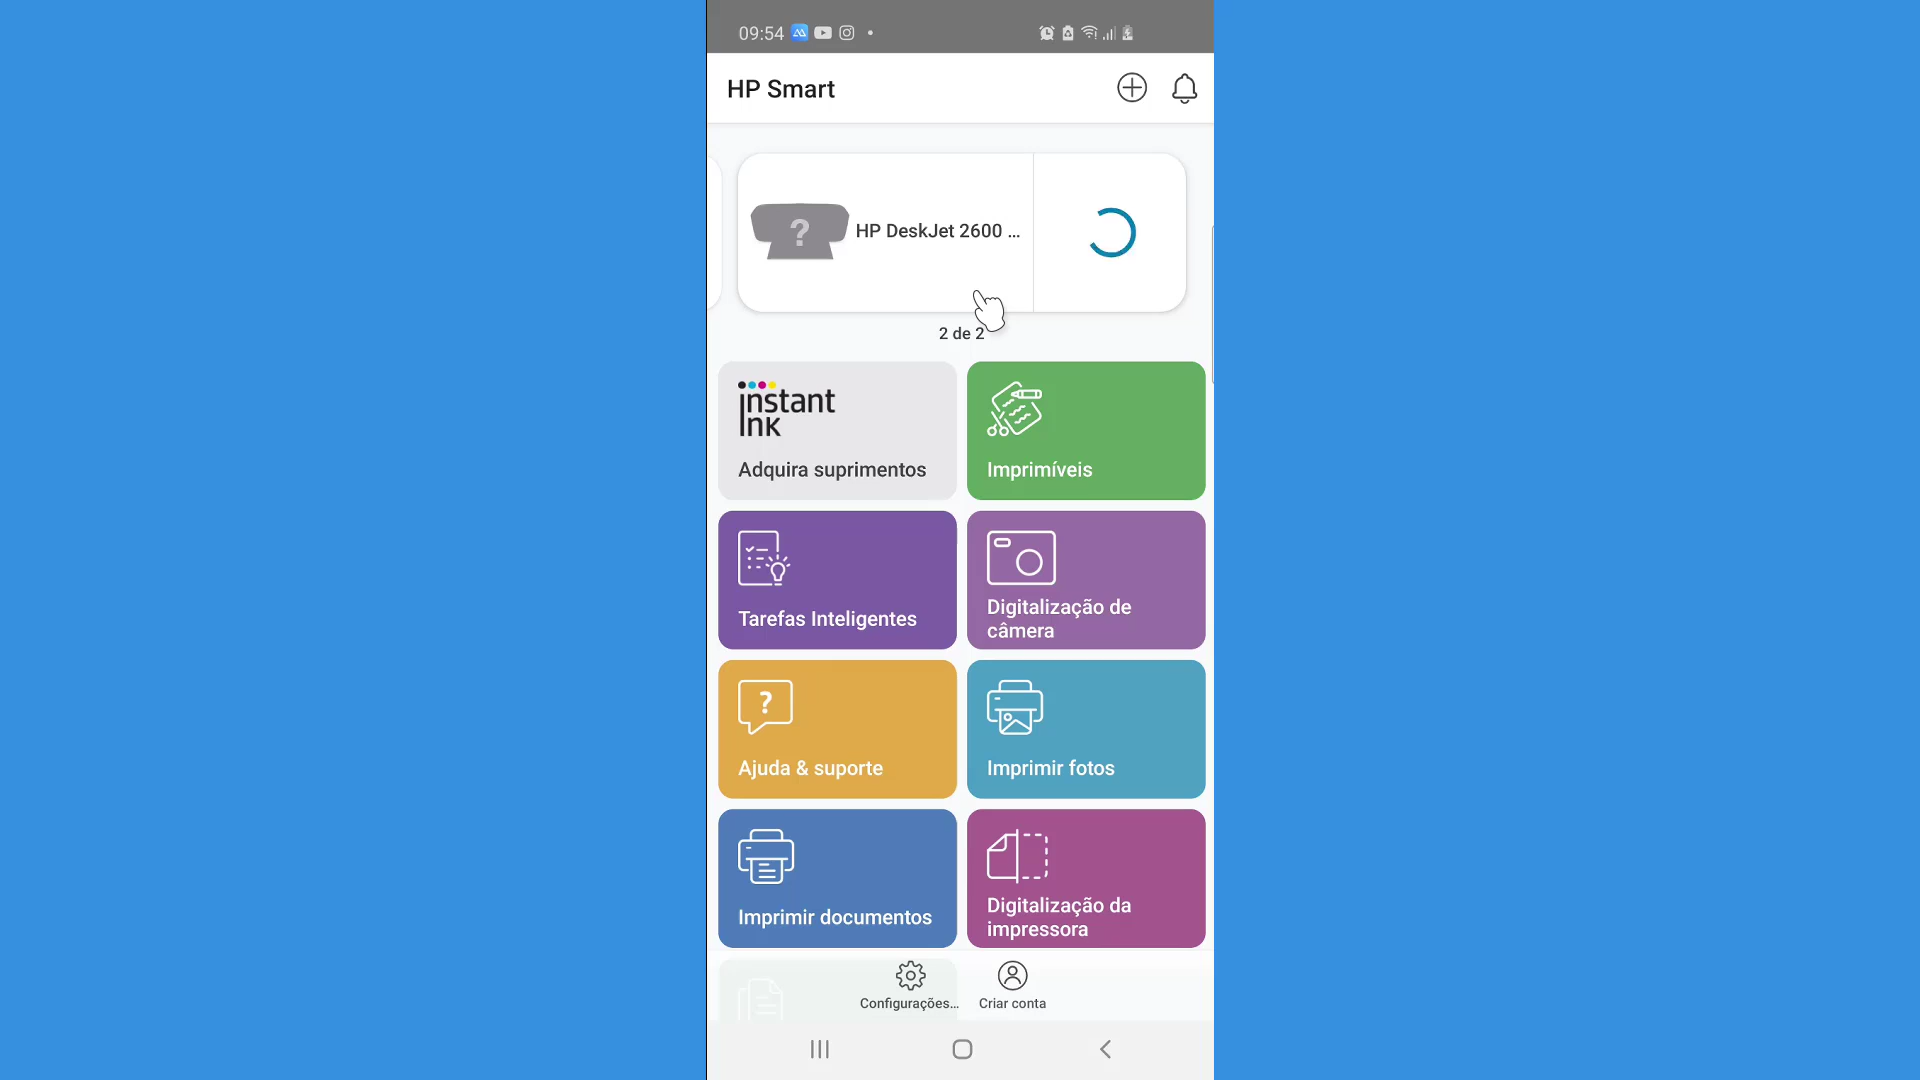 09:54
HP Smart
?
HP DeskJet 2600 ...
2 de 2
instant
ink
Adquira suprimentos
Imprimíveis
Tarefas Inteligentes
Digitalização de
câmera
?
Ajuda & suporte
Imprimir fotos
Imprimir documentos
Digitalização da
impressora
Configurações...
Criar conta